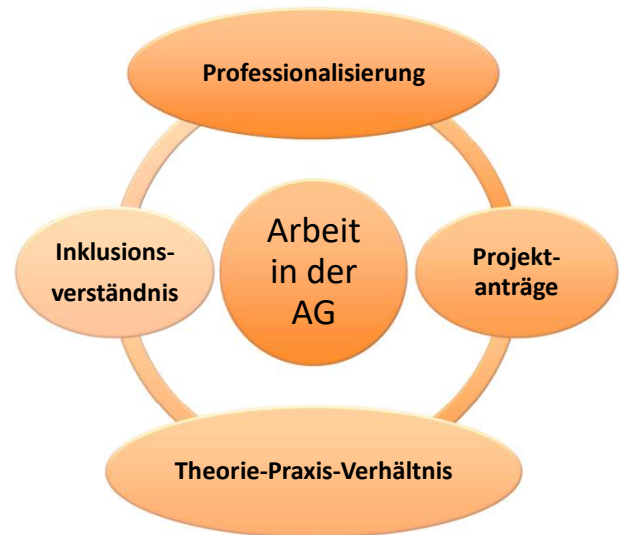 Professionalisierung
Inklusions-
verständnis
Arbeit
in der
AG
Projekt-
anträge
Theorie-Praxis-Verhältnis